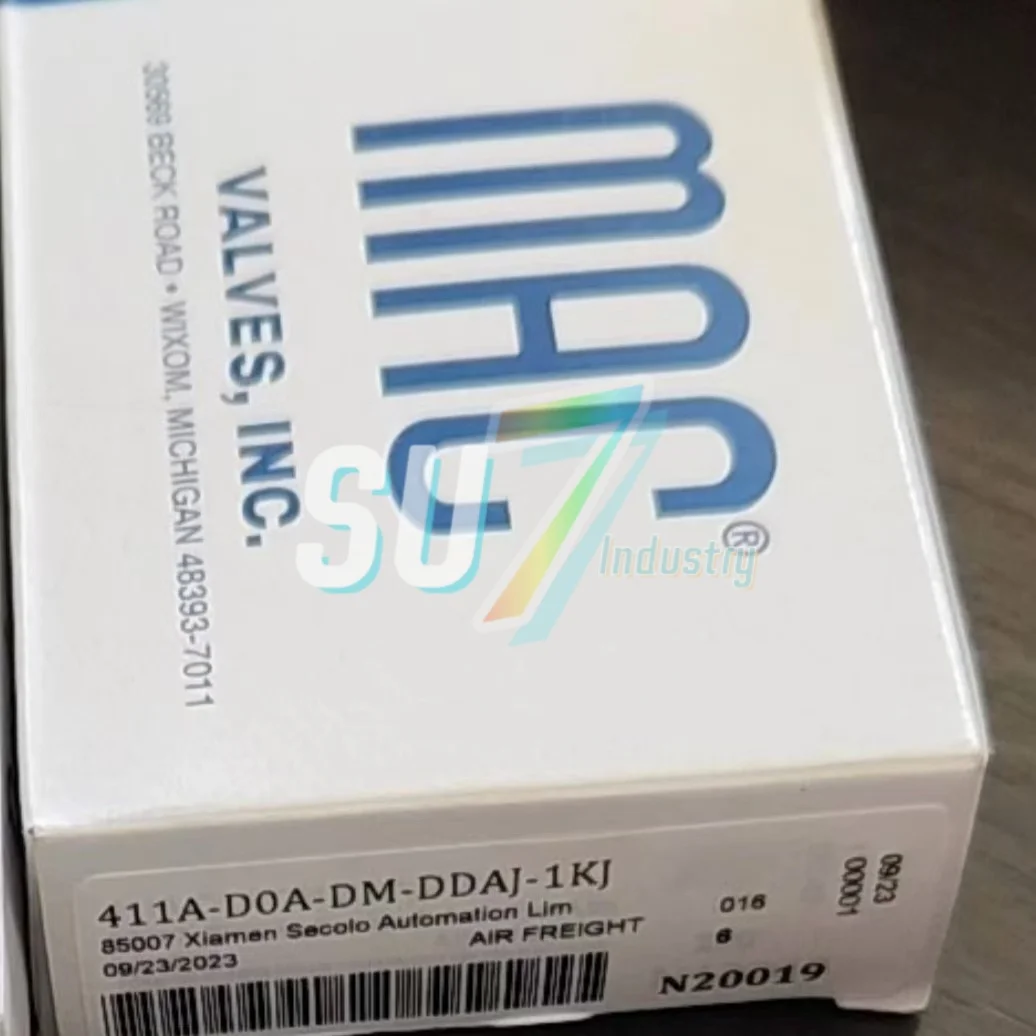 mac®
VALVES, INC.
30569 BECK ROAD • WIXOM, MICHIGAN 48393-7011
SU7
Industry
411A-D0A-DM-DDAJ-1KJ
85007 Xiamen Secolo Automation Lim
AIR FREIGHT
09/23/2023
016
6
N20019
09/23
00001